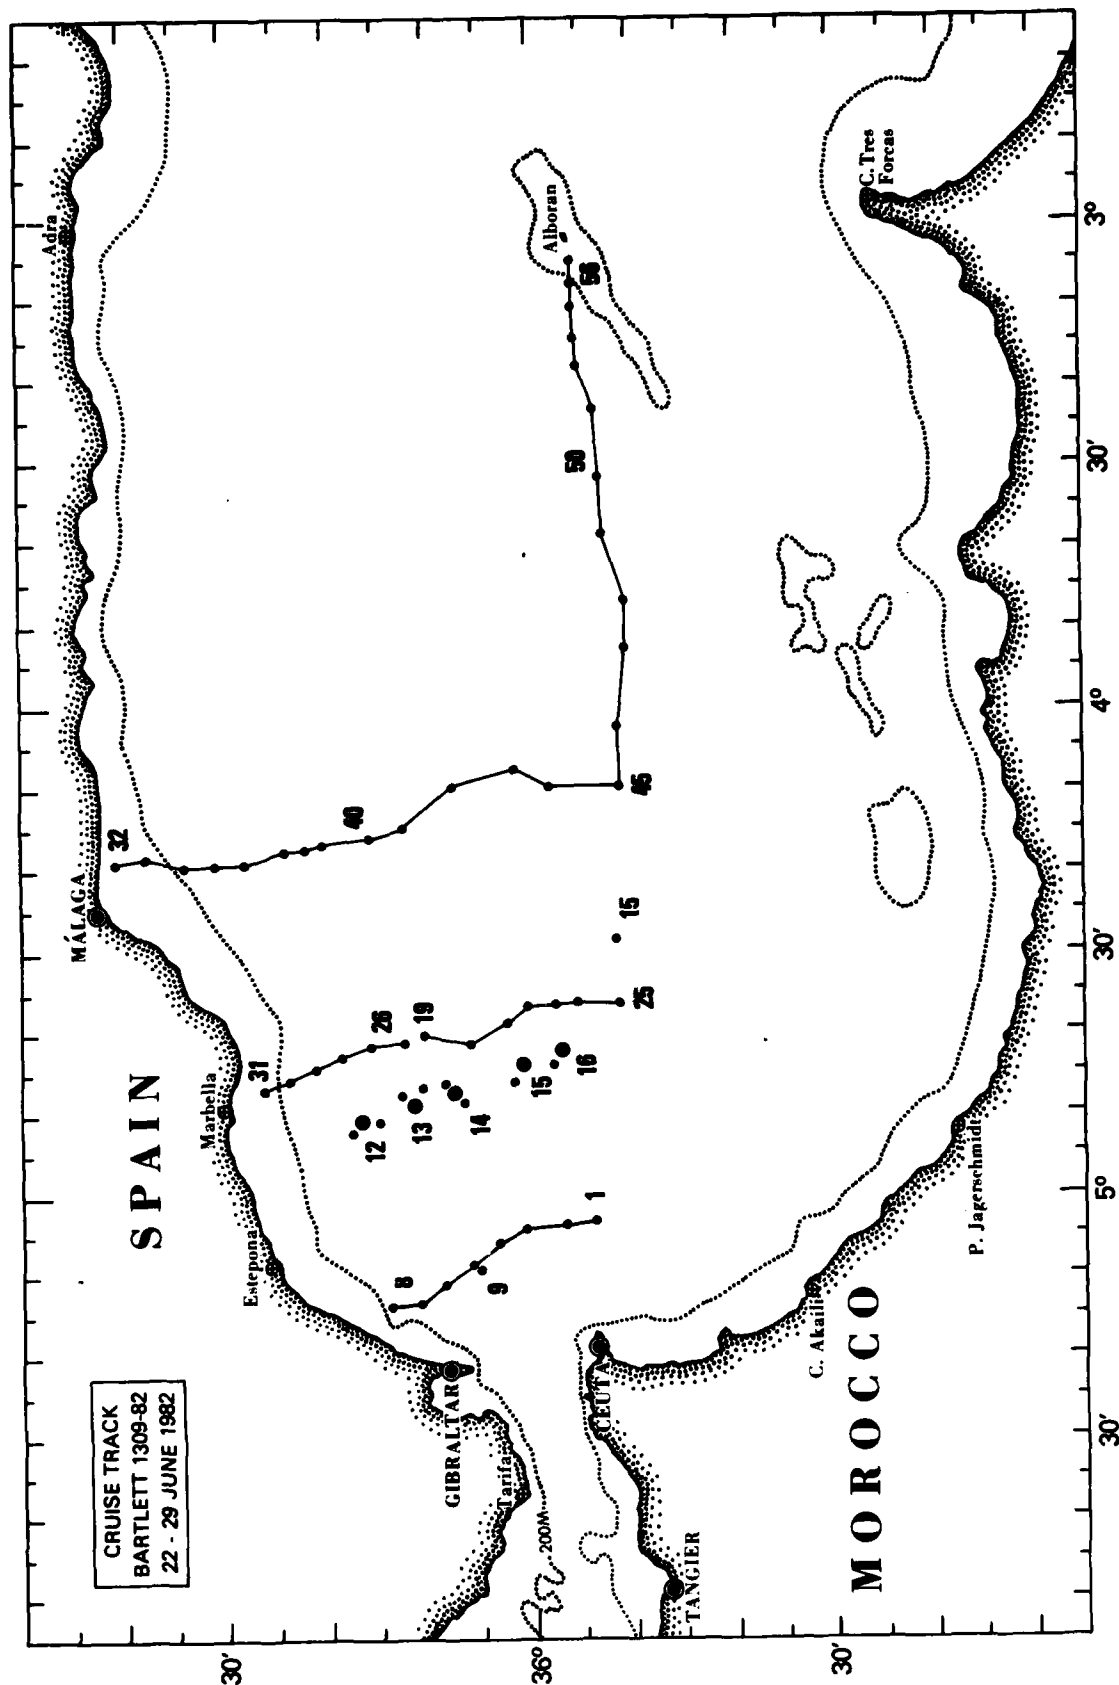 CRUISE TRACK
BARTLETT 1309-82
22 - 29 JUNE 1982
SPAIN
MOROCCO
Adra
MÁLAGA
Marbella
Estepona
GIBRALTAR
Tarifa
200M
CEUTA
TANGIER
C. Akaili
P. Jagerschmidt
C. Tres
Forcas
Alboran
32
40
45
50
56
31
26
19
25
15
12
13
14
15
16
8
9
1
30'
36°
30'
30'
5°
30'
4°
30'
3°